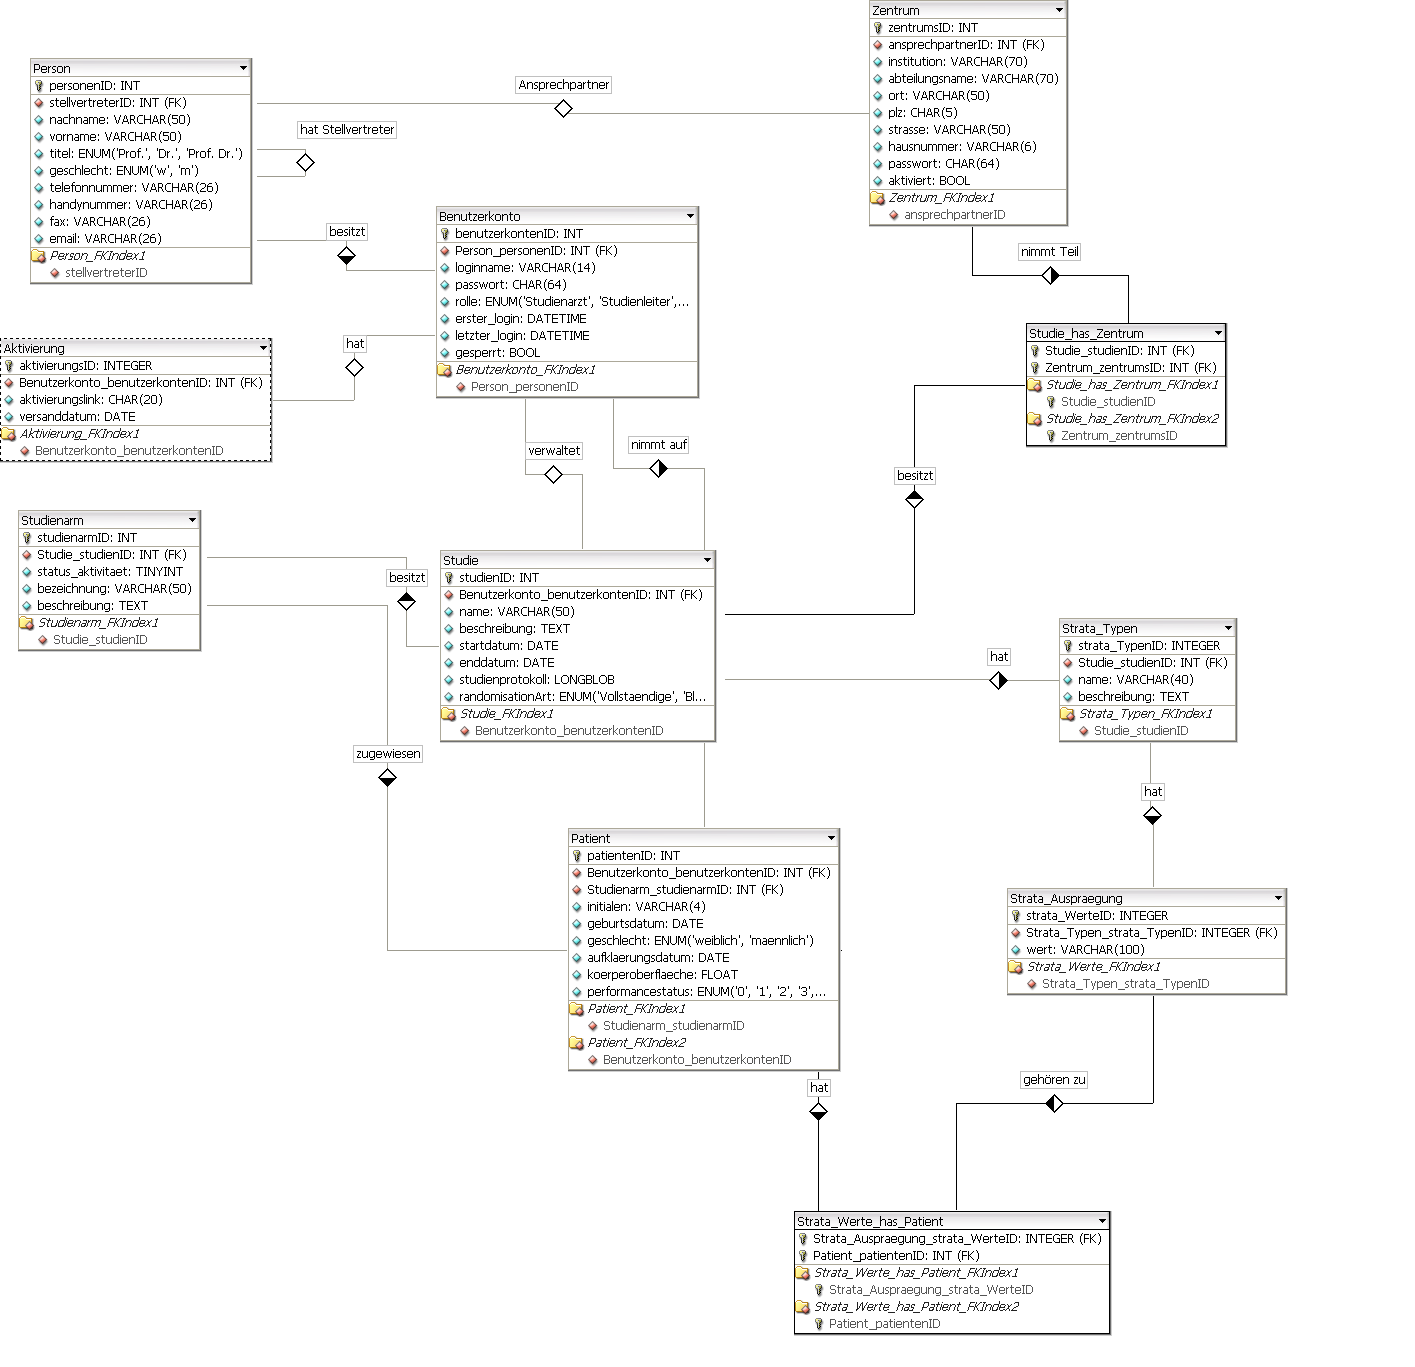 Zentrum
zentrumsID: INT
ansprechpartnerID: INT (FK)
institution: VARCHAR(70)
abteilungsname: VARCHAR(70)
ort: VARCHAR(50)
plz: CHAR(5)
strasse: VARCHAR(50)
hausnummer: VARCHAR(6)
passwort: CHAR(64)
aktiviert: BOOL
Zentrum_FKIndex1
ansprechpartnerID
Person
personenID: INT
stellvertreterID: INT (FK)
nachname: VARCHAR(50)
vorname: VARCHAR(50)
titel: ENUM('Prof.', 'Dr.', 'Prof. Dr.')
geschlecht: ENUM('w', 'm')
telefonnummer: VARCHAR(26)
handynummer: VARCHAR(26)
fax: VARCHAR(26)
email: VARCHAR(26)
Person_FKIndex1
stellvertreterID
Ansprechpartner
hat Stellvertreter
besitzt
Benutzerkonto
benutzerkontenID: INT
Person_personenID: INT (FK)
loginname: VARCHAR(14)
passwort: CHAR(64)
rolle: ENUM('Studienarzt', 'Studienleiter',...
erster_login: DATETIME
letzter_login: DATETIME
gesperrt: BOOL
Benutzerkonto_FKIndex1
Person_personenID
nimmt Teil
Studie_has_Zentrum
Studie_studienID: INT (FK)
Zentrum_zentrumsID: INT (FK)
Studie_has_Zentrum_FKIndex1
Studie_studienID
Studie_has_Zentrum_FKIndex2
Zentrum_zentrumsID
Aktivierung
aktivierungsID: INTEGER
Benutzerkonto_benutzerkontenID: INT (FK)
aktivierungslink: CHAR(20)
versanddatum: DATE
Aktivierung_FKIndex1
Benutzerkonto_benutzerkontenID
hat
verwaltet
nimmt auf
besitzt
Studienarm
studienarmID: INT
Studie_studienID: INT (FK)
status_aktivitaet: TINYINT
bezeichnung: VARCHAR(50)
beschreibung: TEXT
Studienarm_FKIndex1
Studie_studienID
besitzt
Studie
studienID: INT
Benutzerkonto_benutzerkontenID: INT (FK)
name: VARCHAR(50)
beschreibung: TEXT
startdatum: DATE
enddatum: DATE
studienprotokoll: LONGBLOB
randomisationArt: ENUM('Vollstaendige', 'Bl...
Studie_FKIndex1
Benutzerkonto_benutzerkontenID
hat
Strata_Typen
strata_TypenID: INTEGER
Studie_studienID: INT (FK)
name: VARCHAR(40)
beschreibung: TEXT
Strata_Typen_FKIndex1
Studie_studienID
zugewiesen
hat
Patient
patientenID: INT
Benutzerkonto_benutzerkontenID: INT (FK)
Studienarm_studienarmID: INT (FK)
initialen: VARCHAR(4)
geburtsdatum: DATE
geschlecht: ENUM('weiblich', 'maennlich')
aufklaerungsdatum: DATE
koerperoberflaeche: FLOAT
performancestatus: ENUM('0', '1', '2', '3',...
Patient_FKIndex1
Studienarm_studienarmID
Patient_FKIndex2
Benutzerkonto_benutzerkontenID
Strata_Auspraegung
strata_WerteID: INTEGER
Strata_Typen_strata_TypenID: INTEGER (FK)
wert: VARCHAR(100)
Strata_Werte_FKIndex1
Strata_Typen_strata_TypenID
hat
gehören zu
Strata_Werte_has_Patient
Strata_Auspraegung_strata_WerteID: INTEGER (FK)
Patient_patientenID: INT (FK)
Strata_Werte_has_Patient_FKIndex1
Strata_Auspraegung_strata_WerteID
Strata_Werte_has_Patient_FKIndex2
Patient_patientenID